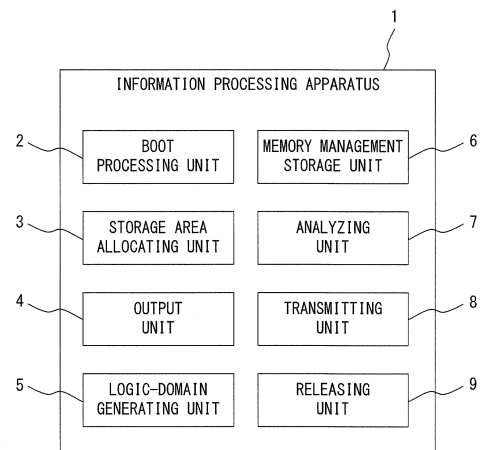 1
INFORMATION PROCESSING APPARATUS
2
BOOT
PROCESSING UNIT
MEMORY MANAGEMENT
STORAGE UNIT
6
3
STORAGE AREA
ALLOCATING UNIT
ANALYZING
UNIT
7
4
OUTPUT
UNIT
TRANSMITTING
UNIT
8
5
LOGIC-DOMAIN
GENERATING UNIT
RELEASING
UNIT
9